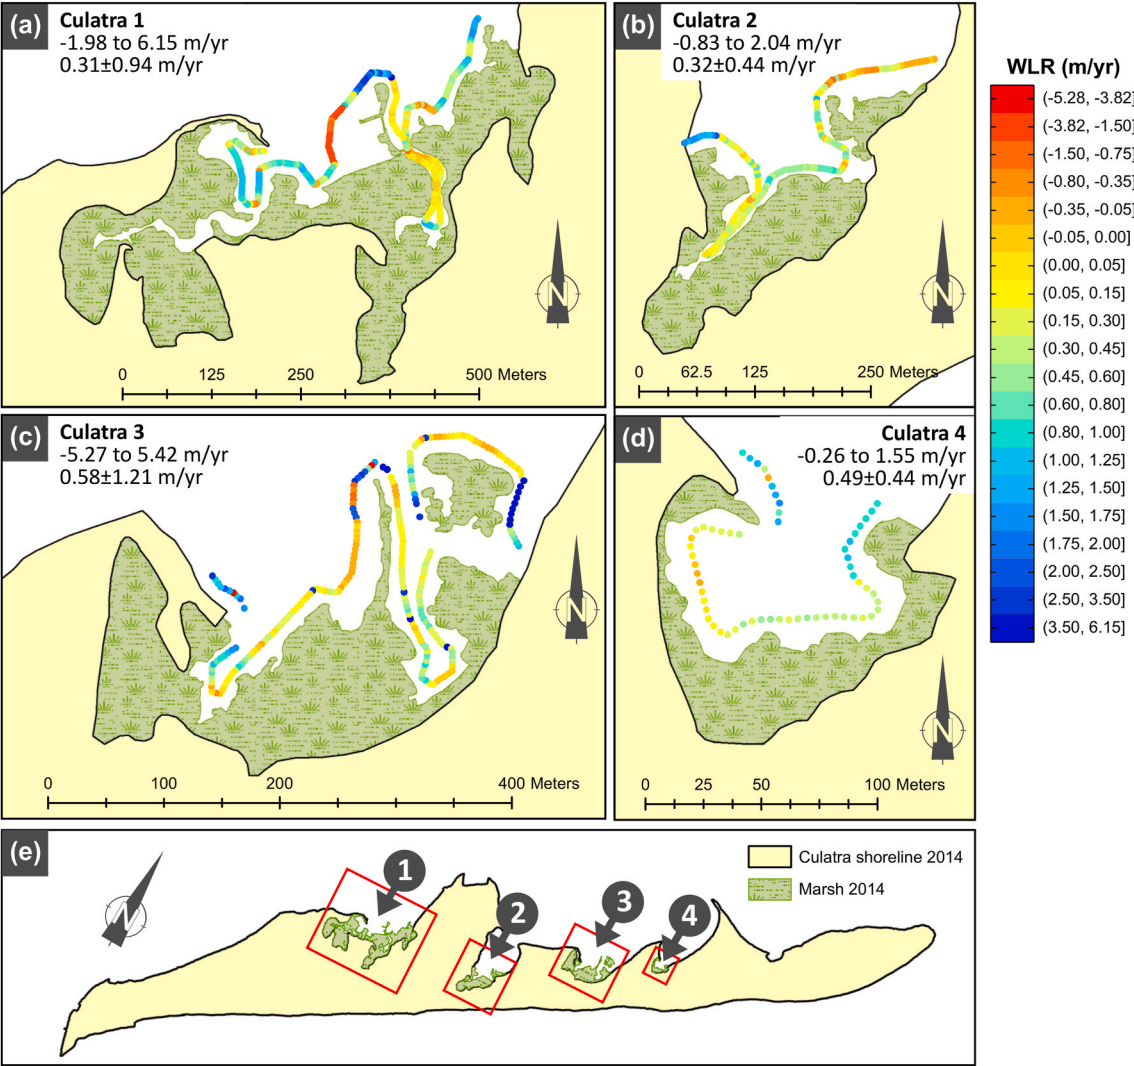 (a)
Culatra 1
-1.98 to 6.15 m/yr
0.31±0.94 m/yr
N
0 125 250 500 Meters
(b)
Culatra 2
-0.83 to 2.04 m/yr
0.32±0.44 m/yr
N
0 62.5 125 250 Meters
(c)
Culatra 3
-5.27 to 5.42 m/yr
0.58±1.21 m/yr
N
0 100 200 400 Meters
(d)
Culatra 4
-0.26 to 1.55 m/yr
0.49±0.44 m/yr
N
0 25 50 100 Meters
WLR (m/yr)
(-5.28, -3.82]
(-3.82, -1.50]
(-1.50, -0.75]
(-0.80, -0.35]
(-0.35, -0.05]
(-0.05, 0.00]
(0.00, 0.05]
(0.05, 0.15]
(0.15, 0.30]
(0.30, 0.45]
(0.45, 0.60]
(0.60, 0.80]
(0.80, 1.00]
(1.00, 1.25]
(1.25, 1.50]
(1.50, 1.75]
(1.75, 2.00]
(2.00, 2.50]
(2.50, 3.50]
(3.50, 6.15]
(e)
N
1
2
3
4
Culatra shoreline 2014
Marsh 2014